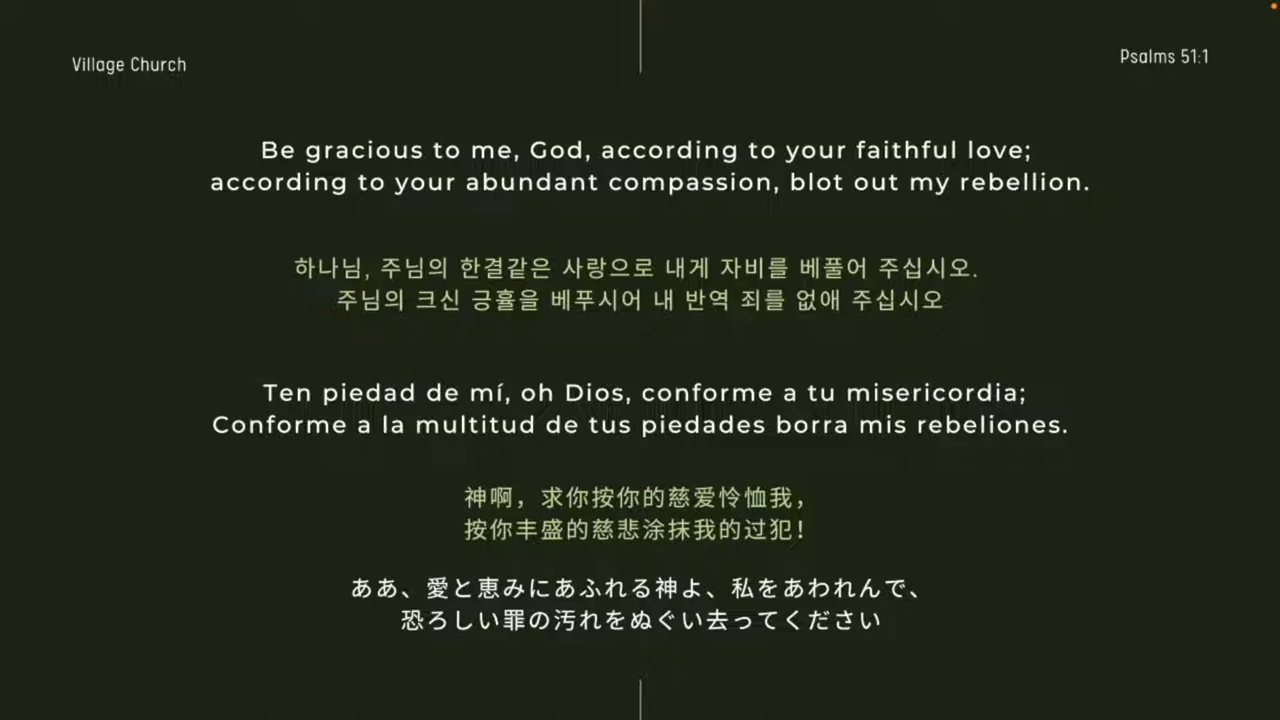 Village Church
Psalms 51:1
Be gracious to me, God, according to your faithful love;
according to your abundant compassion, blot out my rebellion.
하나님, 주님의 한결같은 사랑으로 내게 자비를 베풀어 주십시오.
주님의 크신 긍휼을 베푸시어 내 반역 죄를 없애 주십시오
Ten piedad de mí, oh Dios, conforme a tu misericordia;
Conforme a la multitud de tus piedades borra mis rebeliones.
神啊，求你按你的慈爱怜恤我，
按你丰盛的慈悲涂抹我的过犯！
ああ、愛と恵みにあふれる神よ、私をあわれんで、
恐ろしい罪の汚れをぬぐい去ってください